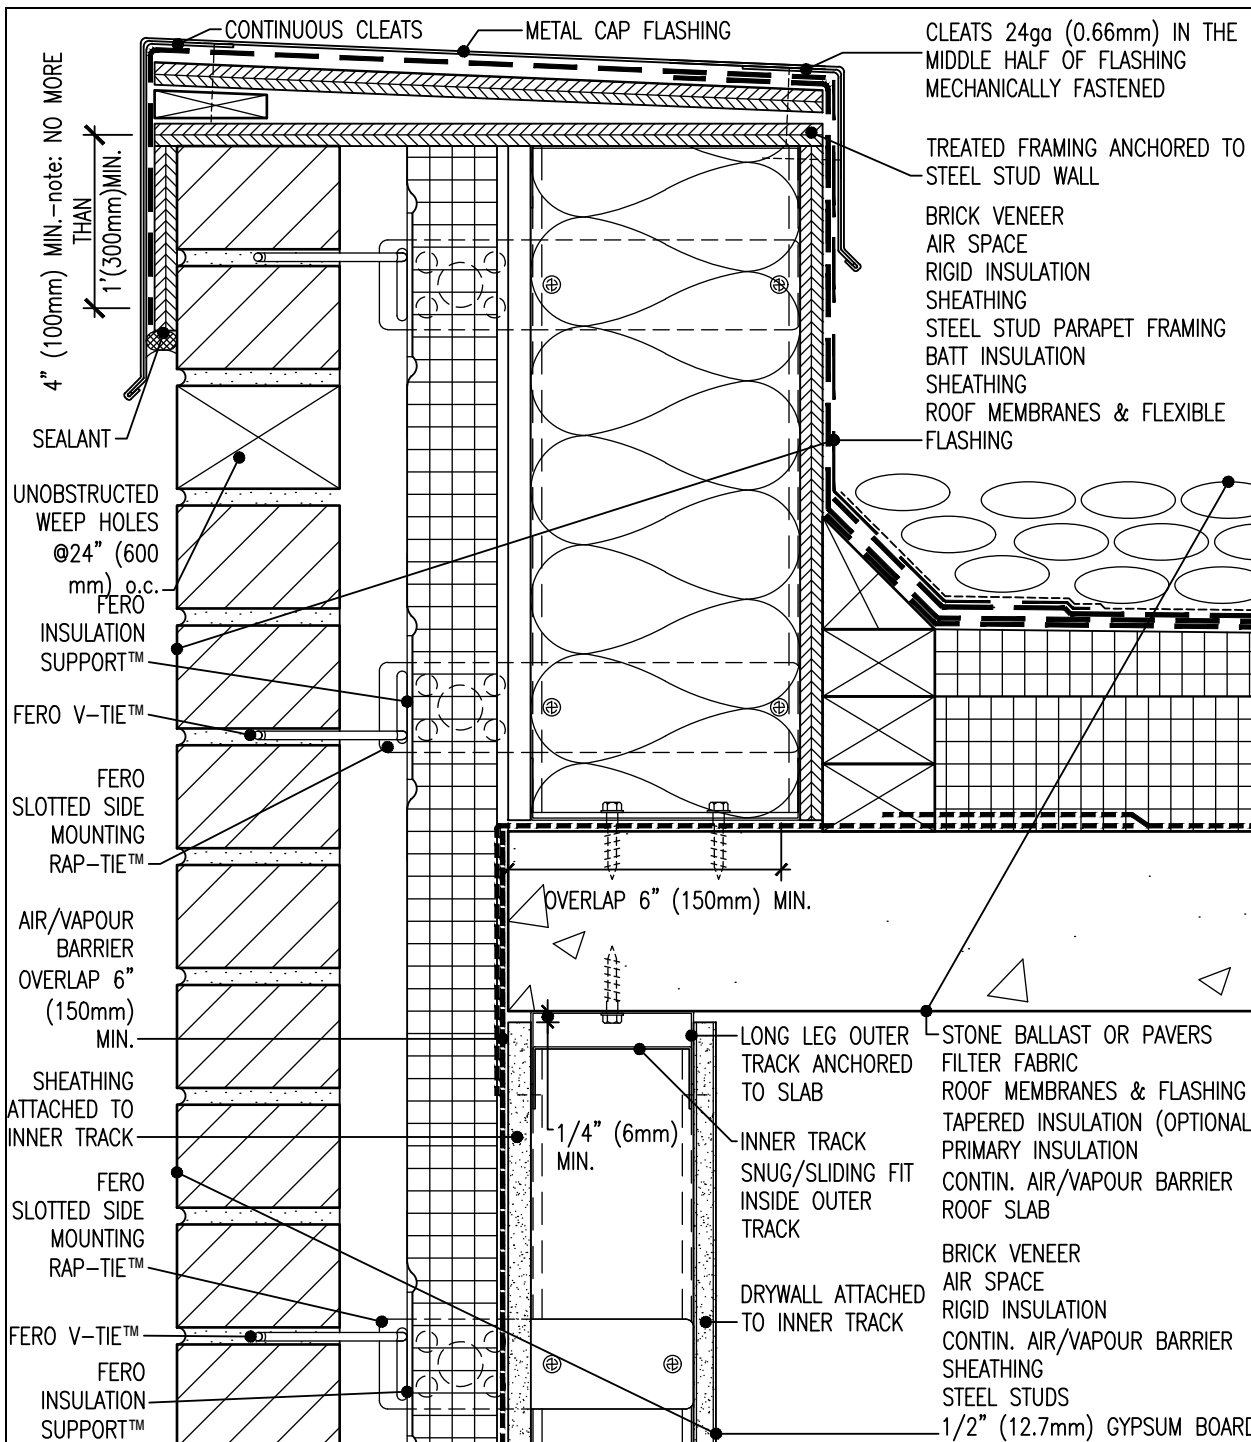 CONTINUOUS CLEATS
METAL CAP FLASHING
CLEATS 24ga (0.66mm) IN THE
MIDDLE HALF OF FLASHING
MECHANICALLY FASTENED
4” (100mm) MIN.–note: NO MORE
THAN
1'(300mm)MIN.
TREATED FRAMING ANCHORED TO
STEEL STUD WALL
BRICK VENEER
AIR SPACE
RIGID INSULATION
SHEATHING
STEEL STUD PARAPET FRAMING
BATT INSULATION
SHEATHING
ROOF MEMBRANES & FLEXIBLE
FLASHING
SEALANT
UNOBSTRUCTED
WEEP HOLES
@24” (600
mm) o.c.
FERO
INSULATION
SUPPORT™
FERO V-TIE™
FERO
SLOTTED SIDE
MOUNTING
RAP-TIE™
OVERLAP 6” (150mm) MIN.
AIR/VAPOUR
BARRIER
OVERLAP 6”
(150mm)
MIN.
SHEATHING
ATTACHED TO
INNER TRACK
FERO
SLOTTED SIDE
MOUNTING
RAP-TIE™
FERO V-TIE™
FERO
INSULATION
SUPPORT™
1/4” (6mm)
MIN.
LONG LEG OUTER
TRACK ANCHORED
TO SLAB
INNER TRACK
SNUG/SLIDING FIT
INSIDE OUTER
TRACK
DRYWALL ATTACHED
TO INNER TRACK
STONE BALLAST OR PAVERS
FILTER FABRIC
ROOF MEMBRANES & FLASHING
TAPERED INSULATION (OPTIONAL
PRIMARY INSULATION
CONTIN. AIR/VAPOUR BARRIER
ROOF SLAB
BRICK VENEER
AIR SPACE
RIGID INSULATION
CONTIN. AIR/VAPOUR BARRIER
SHEATHING
STEEL STUDS
1/2” (12.7mm) GYPSUM BOARD